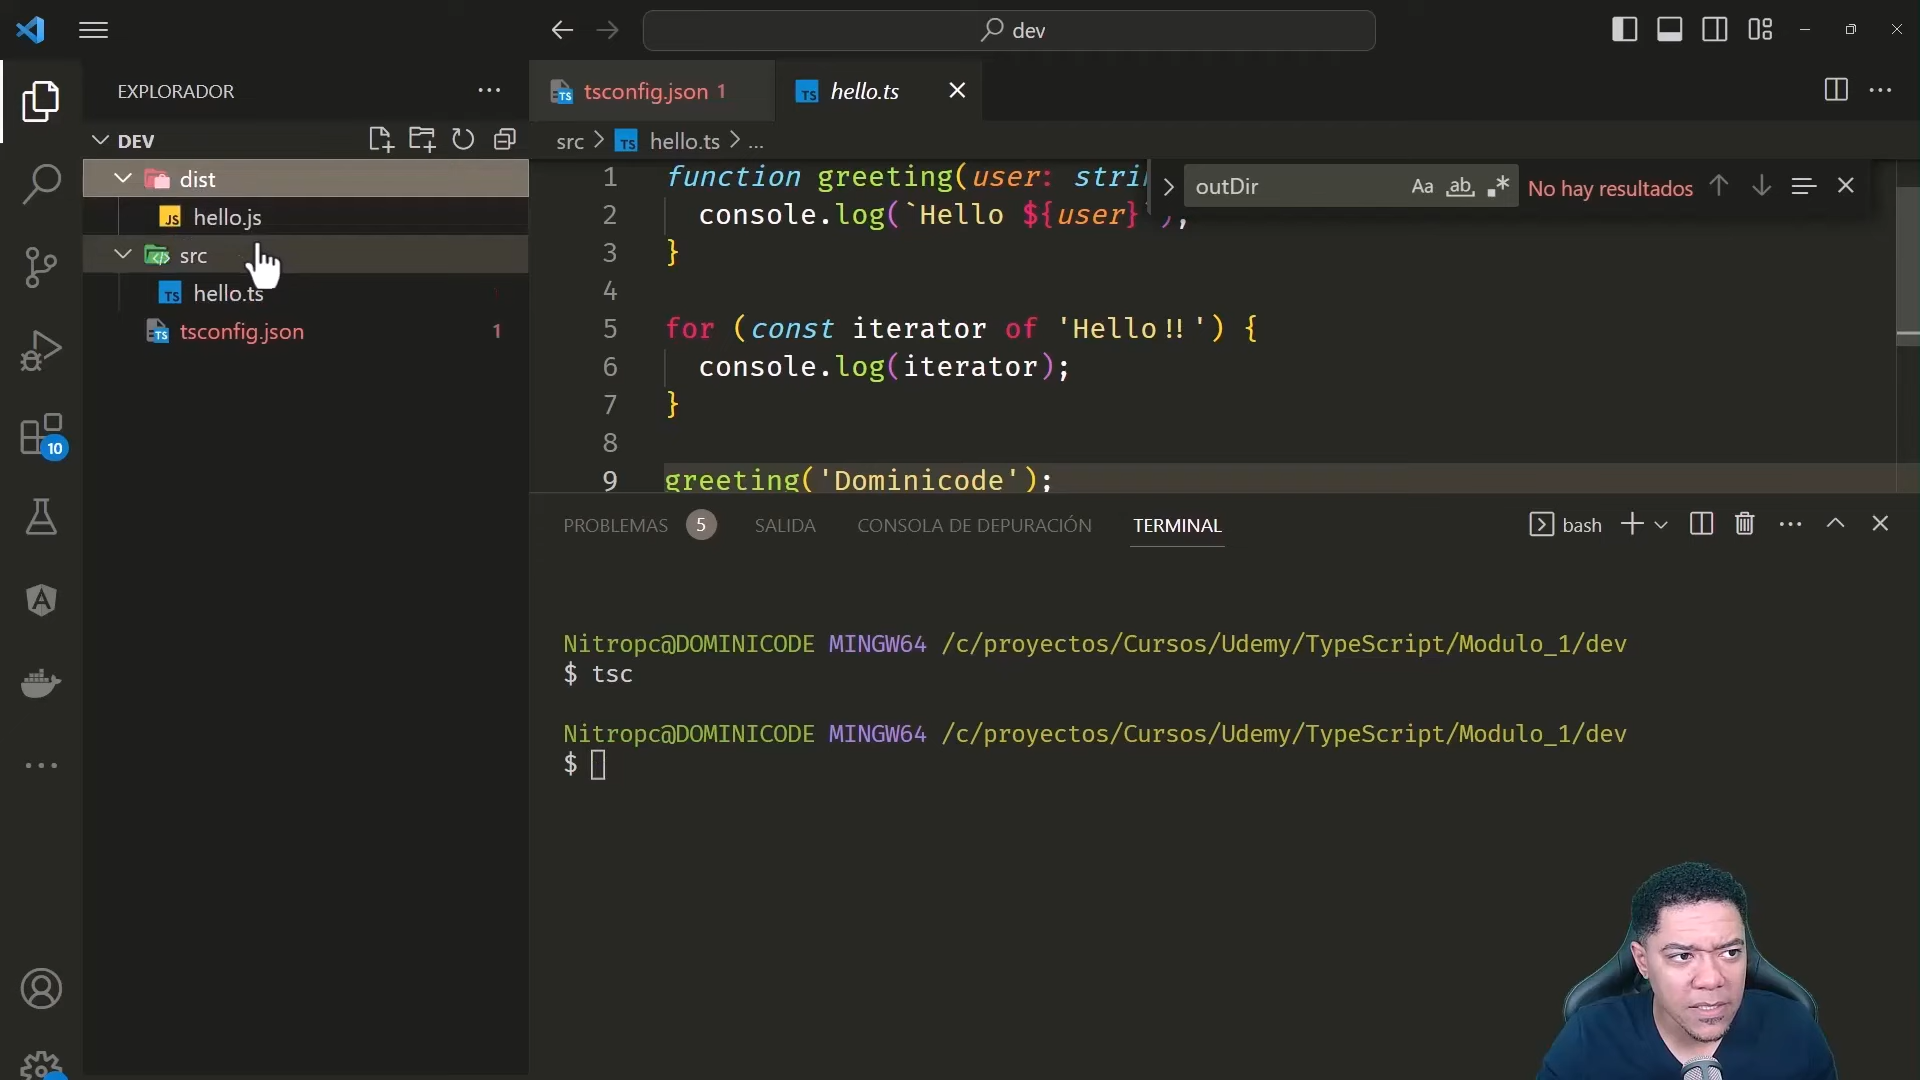 dev
EXPLORADOR
DEV
dist
hello.js
src
hello.ts
tsconfig.json 1
10
tsconfig.json 1
hello.ts
src > hello.ts > ...
outDir
Aa ab No hay resultados
1 function greeting(user: stri
2 console.log(`Hello ${user}`);
3 }
4
5 for (const iterator of 'Hello!!') {
6 console.log(iterator);
7 }
8
9 greeting('Dominicode');
PROBLEMAS 5 SALIDA CONSOLA DE DEPURACIÓN TERMINAL
bash
Nitropc@DOMINICODE MINGW64 /c/proyectos/Cursos/Udemy/TypeScript/Modulo_1/dev
$ tsc
Nitropc@DOMINICODE MINGW64 /c/proyectos/Cursos/Udemy/TypeScript/Modulo_1/dev
$